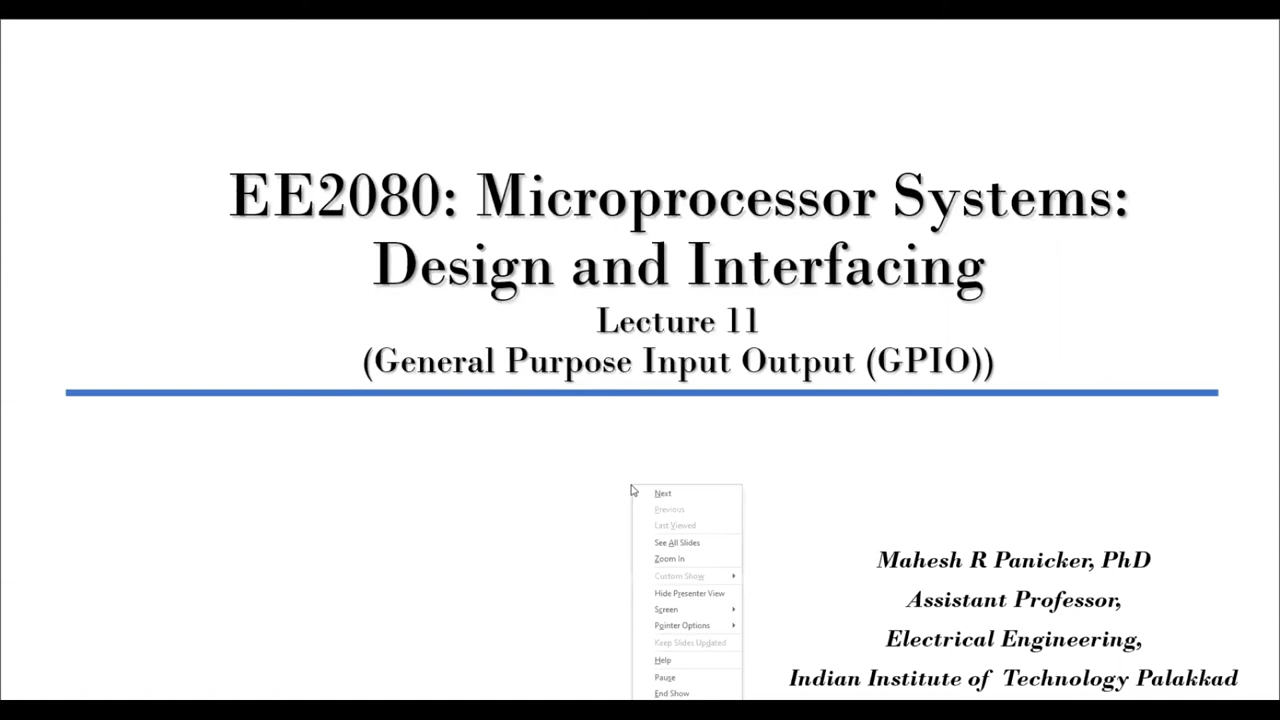 EE2080: Microprocessor Systems:
Design and Interfacing
Lecture 11
(General Purpose Input Output (GPIO))
Next
Previous
Last Viewed
See All Slides
Zoom In
Custom Show
Hide Presenter View
Screen
Pointer Options
Keep Slides Updated
Help
Pause
End Show
Mahesh R Panicker, PhD
Assistant Professor,
Electrical Engineering,
Indian Institute of Technology Palakkad